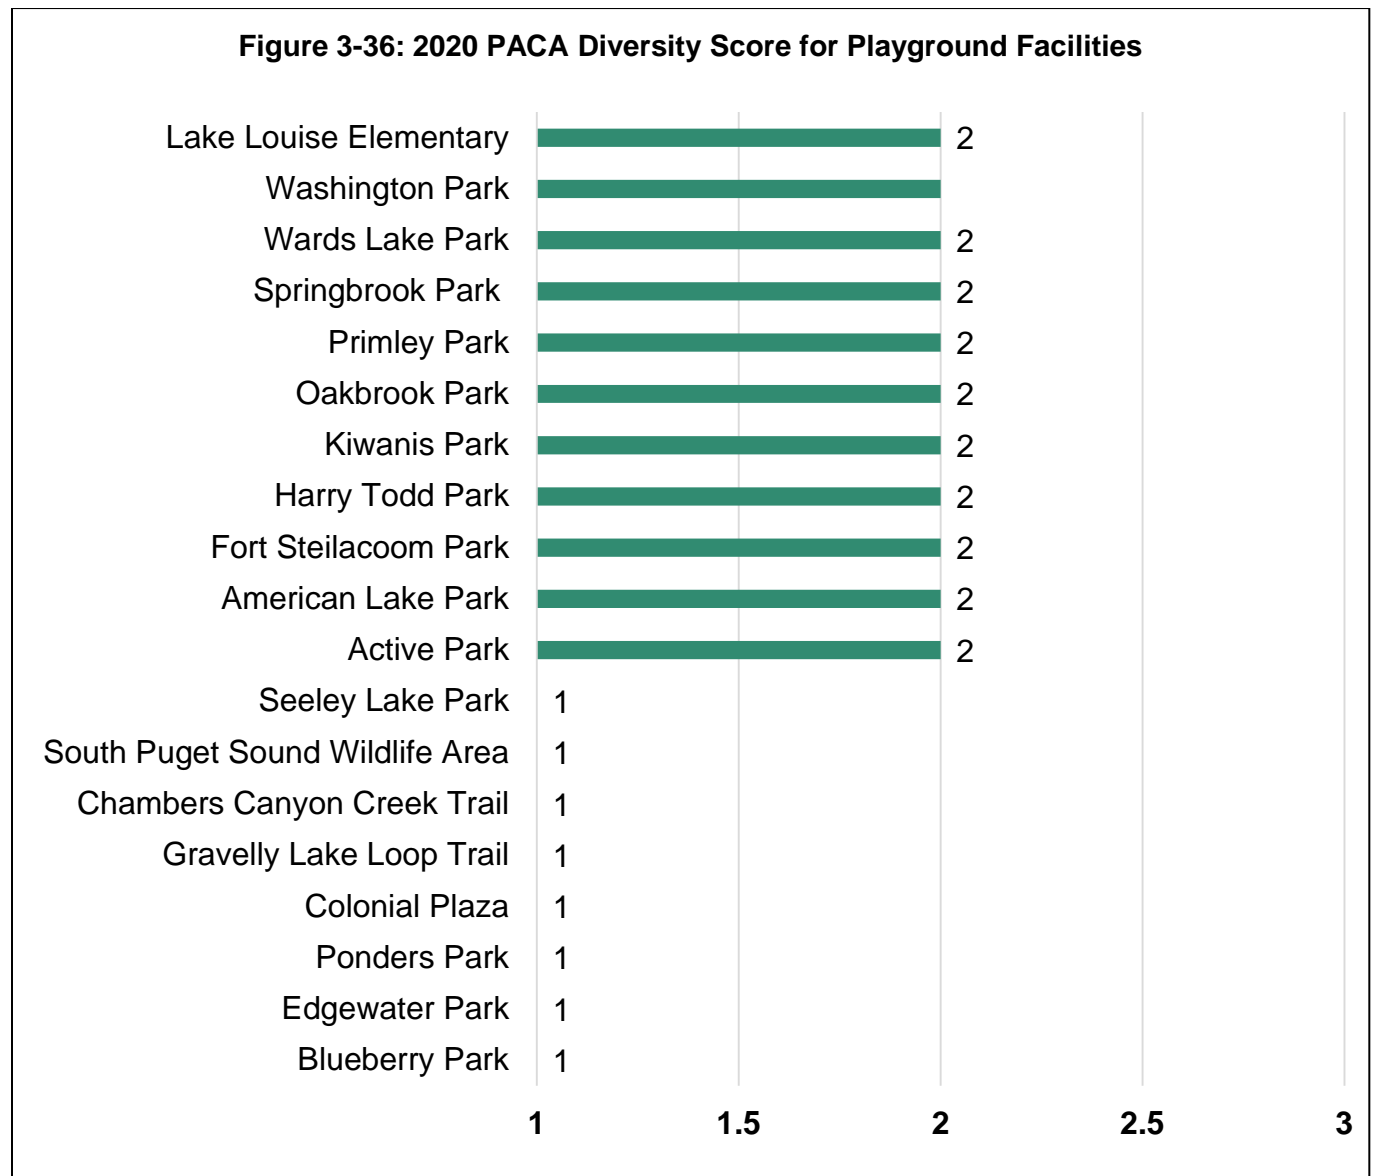 Figure 3-36: 2020 PACA Diversity Score for Playground Facilities
Lake Louise Elementary 2
Washington Park
Wards Lake Park 2
Springbrook Park 2
Primley Park 2
Oakbrook Park 2
Kiwanis Park 2
Harry Todd Park 2
Fort Steilacoom Park 2
American Lake Park 2
Active Park 2
Seeley Lake Park 1
South Puget Sound Wildlife Area 1
Chambers Canyon Creek Trail 1
Gravelly Lake Loop Trail 1
Colonial Plaza 1
Ponders Park 1
Edgewater Park 1
Blueberry Park 1
1 1.5 2 2.5 3